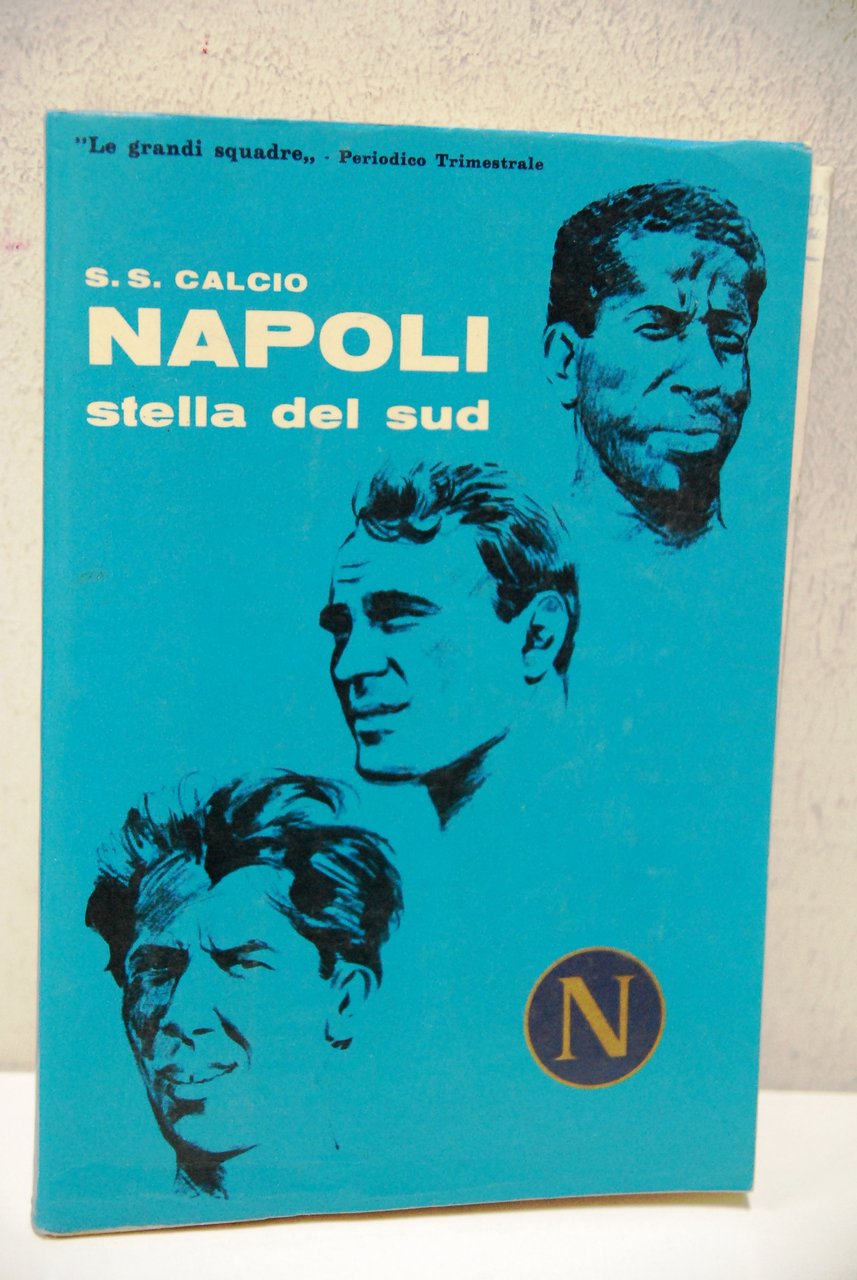 "Le grandi squadre„ - Periodico Trimestrale
S. S. CALCIO
NAPOLI
stella del sud
N